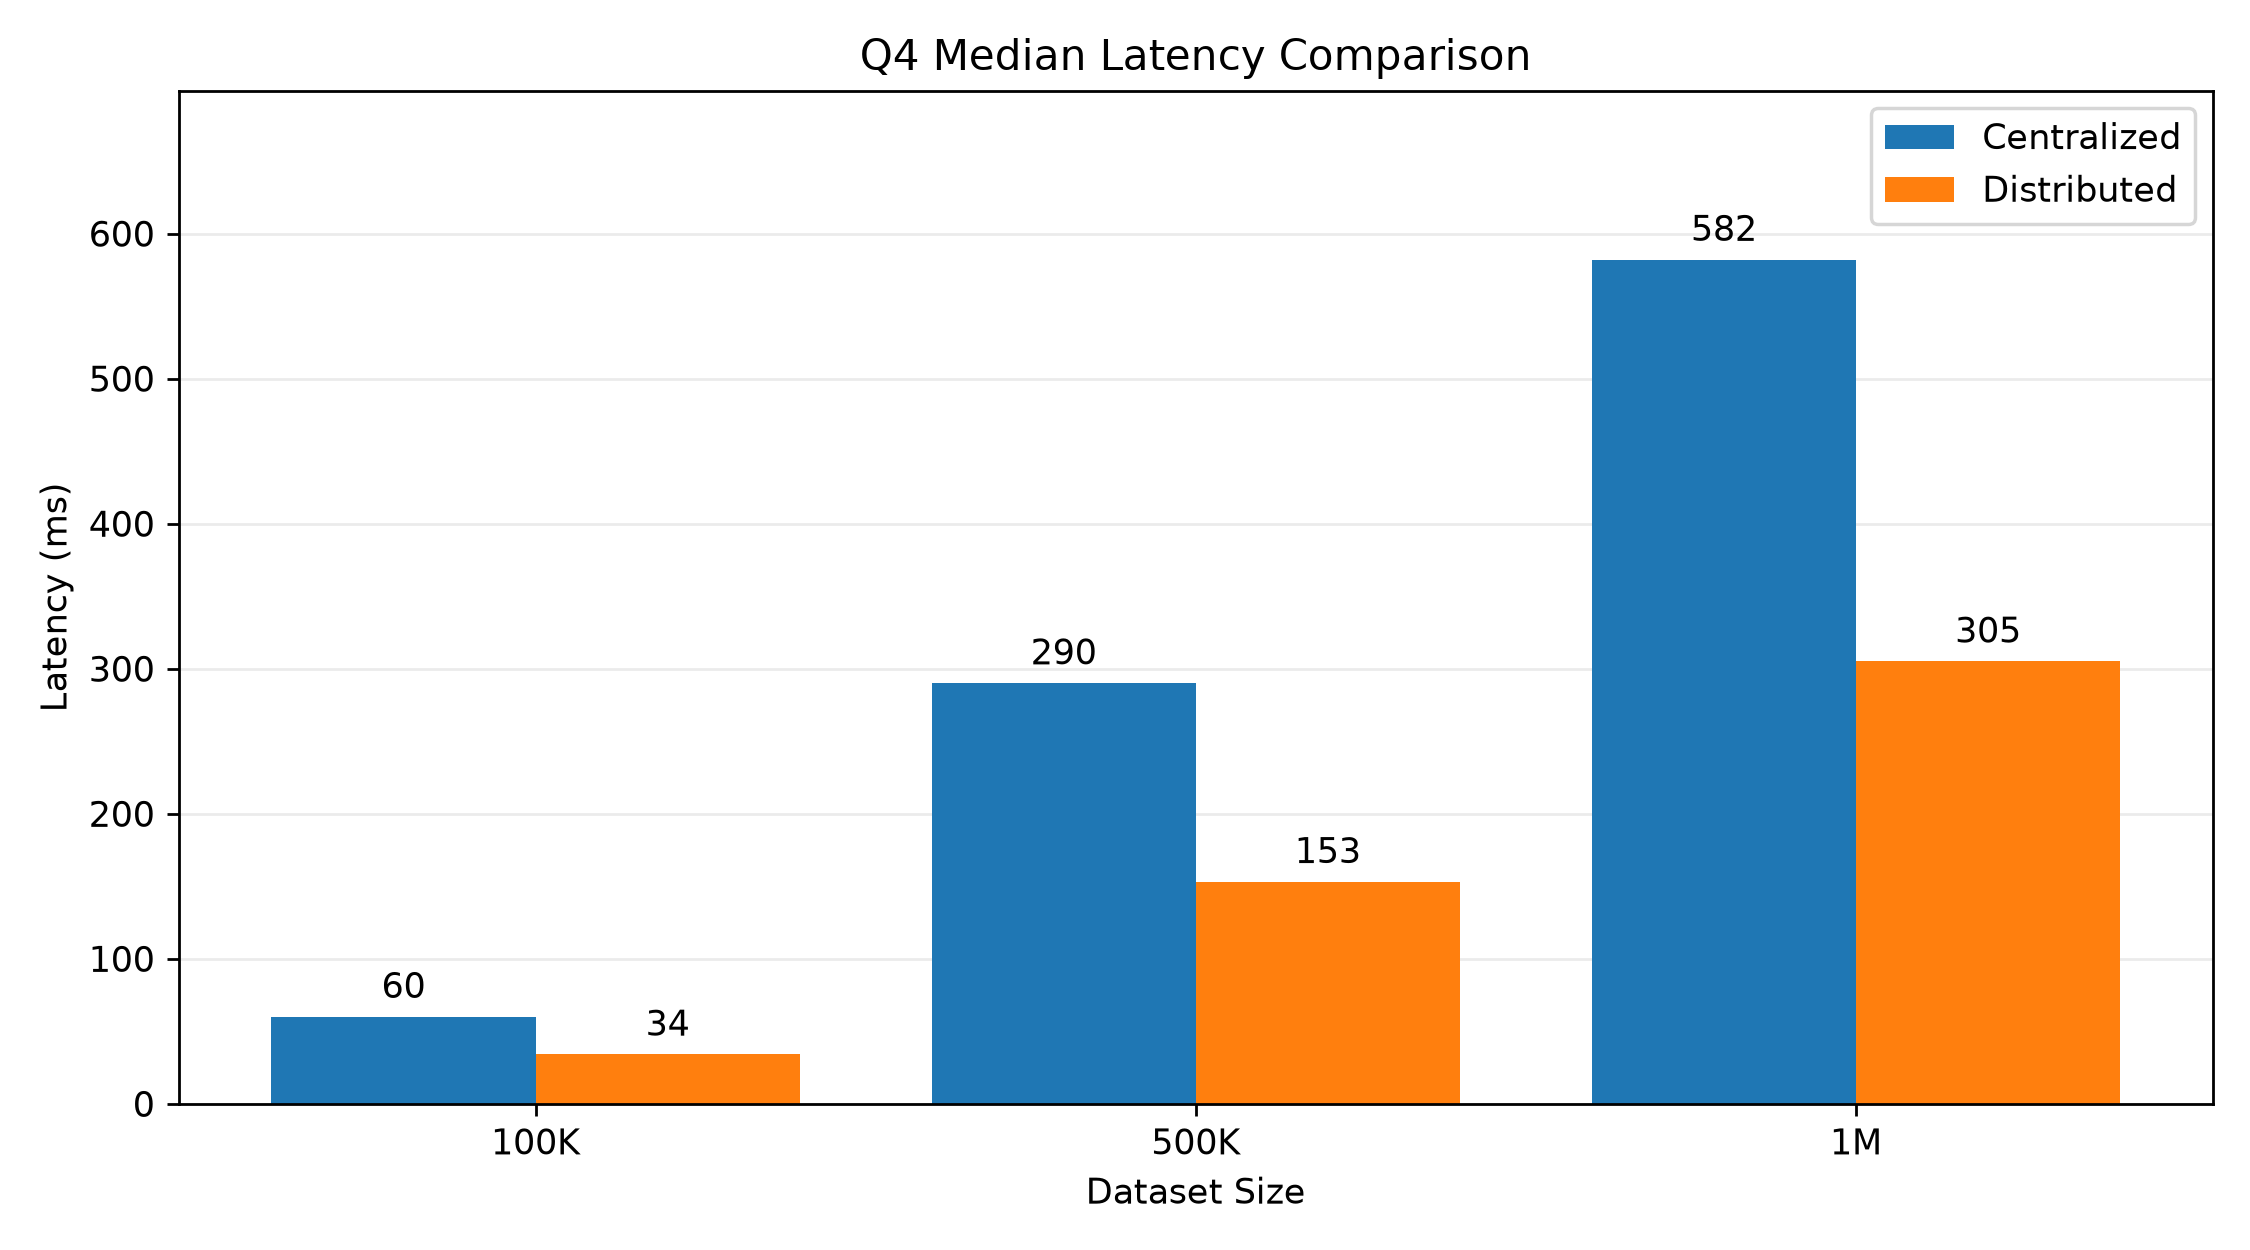 Q4 Median Latency Comparison
Centralized
Distributed
Latency (ms)
600
500
400
300
200
100
0
60
34
290
153
582
305
100K
500K
1M
Dataset Size